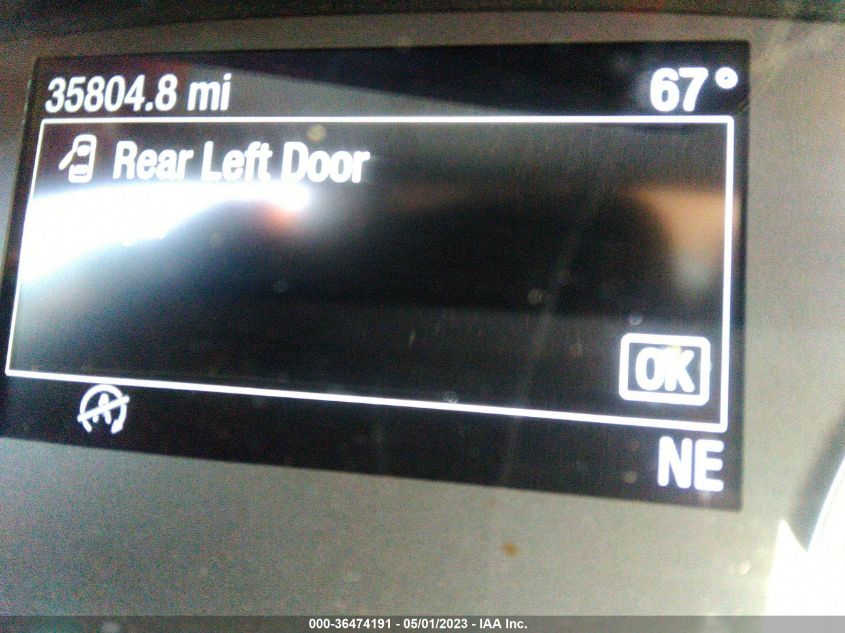 35804.8 mi 67°
Rear Left Door
OK
NE
000-36474191 - 05/01/2023 - IAA Inc.